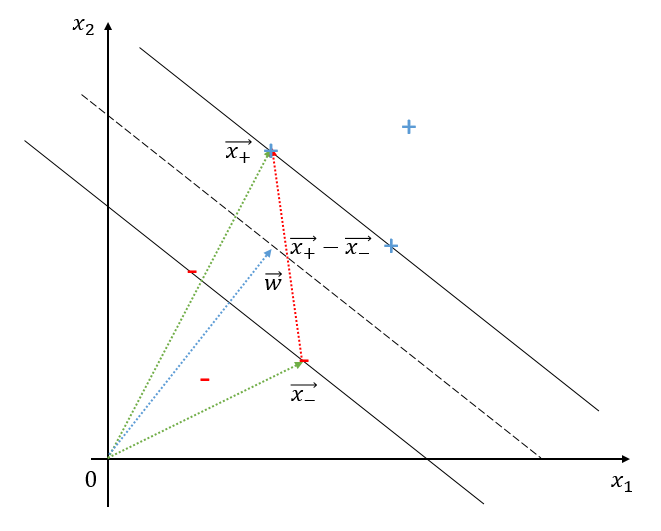 x₂
+
x₊⃗
+
x₊⃗ − x₋⃗
+
-
w⃗
-
-
x₋⃗
0
x₁